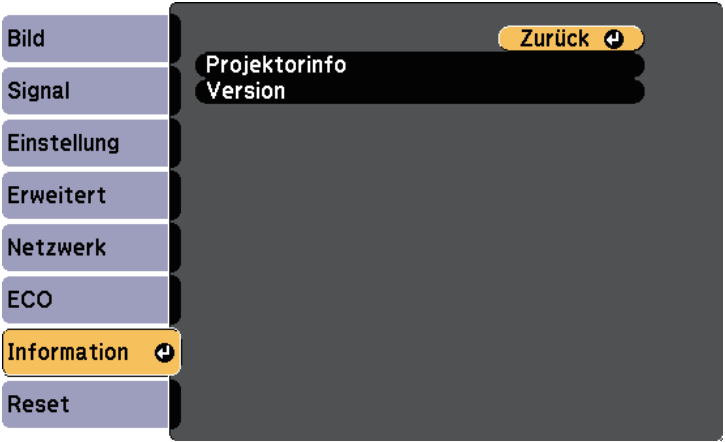 Bild
Signal
Einstellung
Erweitert
Netzwerk
ECO
Information
Reset
Zurück
Projektorinfo
Version